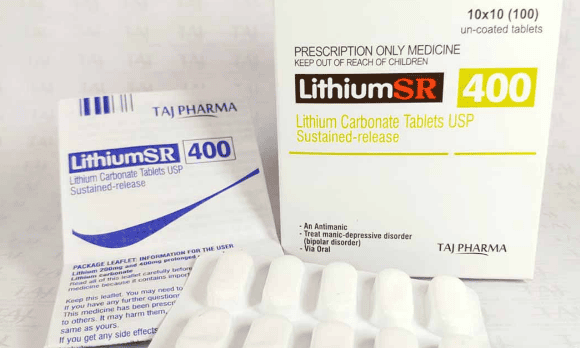 10x10 (100)
un-coated tablets
PRESCRIPTION ONLY MEDICINE
KEEP OUT OF REACH OF CHILDREN
LithiumSR 400
Lithium Carbonate Tablets USP
Sustained-release
- An Antimanic
- Treat manic-depressive disorder
(bipolar disorder)
- Via Oral
TAJ PHARMA
TAJ PHARMA
LithiumSR 400
Lithium Carbonate Tablets USP
Sustained-release
PACKAGE LEAFLET: INFORMATION FOR THE USER
Lithium 200mg and 400mg prolonged
Lithium carbonate
Read all of this leaflet carefully before
medicine because it contains
Keep this leaflet. You may need to
If you have any further
This medicine has been
to others. It may harm them,
same as yours.
If you get any side